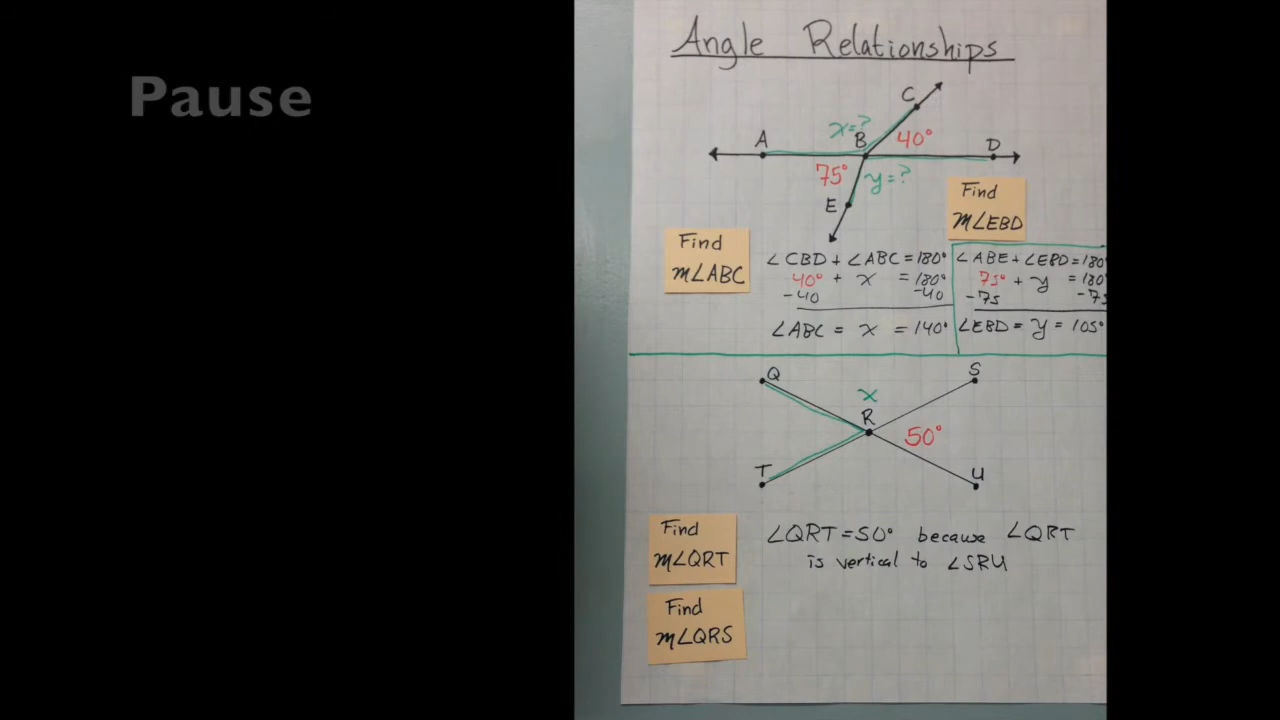 Pause
Angle Relationships
C
x=?
40°
A
B
D
75°
y=?
E
Find
m∠EBD
Find
m∠ABC
∠CBD + ∠ABC = 180°
40° + x = 180°
-40 -40
∠ABC = x = 140°
∠ABE + ∠EBD = 180°
75° + y = 180°
-75 -75
∠EBD = y = 105°
Q
S
x
R
50°
T
U
Find
m∠QRT
∠QRT = 50° because ∠QRT
is vertical to ∠SRU
Find
m∠QRS